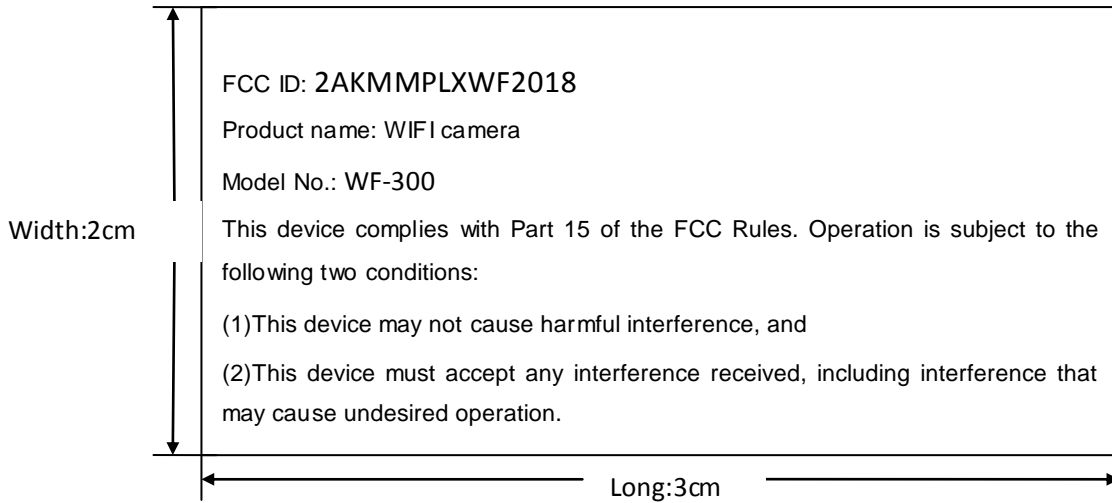 FCC ID: 2AKMMPLXWF2018
Product name: WIFI camera
Model No.: WF-300
Width:2cm
This device complies with Part 15 of the FCC Rules. Operation is subject to the
following two conditions:
(1)This device may not cause harmful interference, and
(2)This device must accept any interference received, including interference that
may cause undesired operation.
Long:3cm